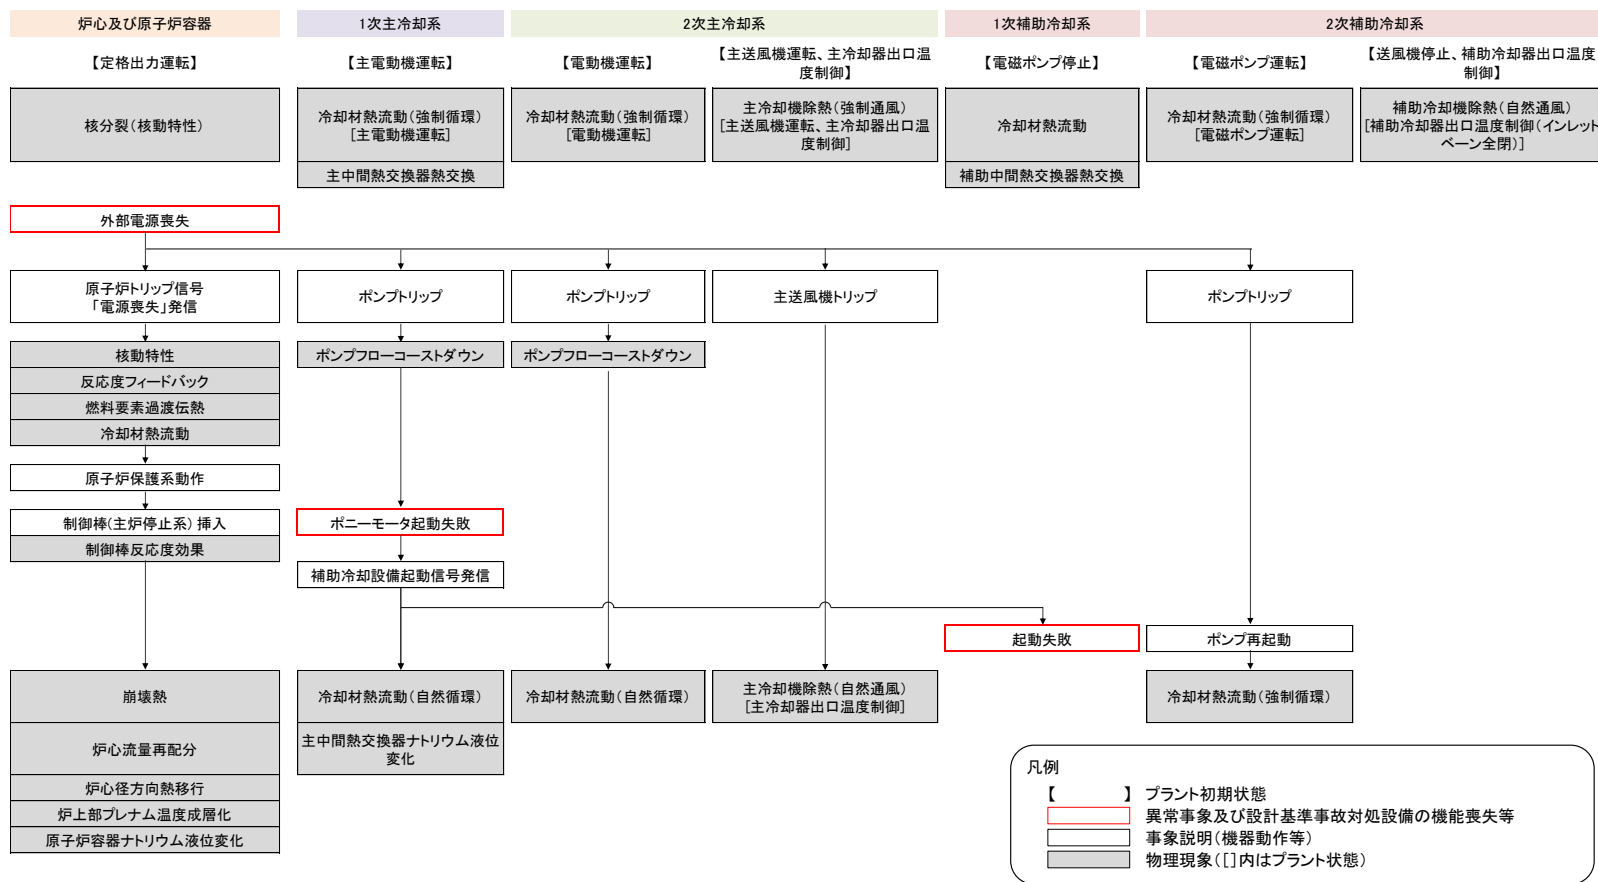 炉心及び原子炉容器
1次主冷却系
2次主冷却系
1次補助冷却系
2次補助冷却系
【定格出力運転】
【主電動機運転】
【電動機運転】
【主送風機運転、主冷却器出口温
度制御】
【電磁ポンプ停止】
【電磁ポンプ運転】
【送風機停止、補助冷却器出口温度
制御】
核分裂(核動特性)
冷却材熱流動(強制循環)
[主電動機運転]
冷却材熱流動(強制循環)
[電動機運転]
主冷却機除熱(強制通風)
[主送風機運転、主冷却器出口温
度制御]
冷却材熱流動
冷却材熱流動(強制循環)
[電磁ポンプ運転]
補助冷却機除熱(自然通風)
[補助冷却器出口温度制御(インレット
ベーン全閉)]
主中間熱交換器熱交換
補助中間熱交換器熱交換
外部電源喪失
原子炉トリップ信号
「電源喪失」発信
ポンプトリップ
ポンプトリップ
主送風機トリップ
ポンプトリップ
核動特性
ポンプフローコーストダウン
ポンプフローコーストダウン
反応度フィードバック
燃料要素過渡伝熱
冷却材熱流動
原子炉保護系動作
制御棒(主炉停止系) 挿入
ポニーモータ起動失敗
制御棒反応度効果
補助冷却設備起動信号発信
起動失敗
ポンプ再起動
崩壊熱
冷却材熱流動(自然循環)
冷却材熱流動(自然循環)
主冷却機除熱(自然通風)
[主冷却器出口温度制御]
冷却材熱流動(強制循環)
炉心流量再配分
主中間熱交換器ナトリウム液位
変化
炉心径方向熱移行
炉上部プレナム温度成層化
原子炉容器ナトリウム液位変化
凡例
【 】 プラント初期状態
異常事象及び設計基準事故対処設備の機能喪失等
事象説明(機器動作等)
物理現象([]内はプラント状態)